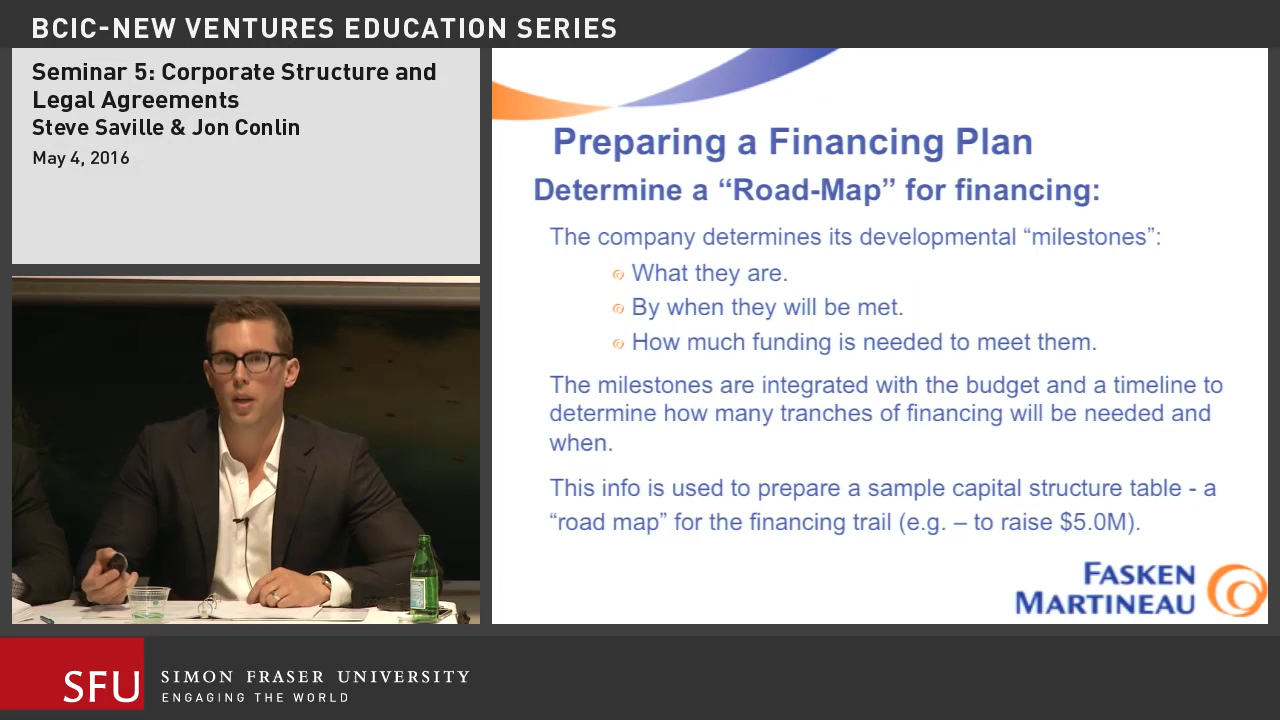 BCIC-NEW VENTURES EDUCATION SERIES
Seminar 5: Corporate Structure and
Legal Agreements
Steve Saville & Jon Conlin
May 4, 2016
Preparing a Financing Plan
Determine a “Road-Map” for financing:
The company determines its developmental “milestones”:
What they are.
By when they will be met.
How much funding is needed to meet them.
The milestones are integrated with the budget and a timeline to
determine how many tranches of financing will be needed and
when.
This info is used to prepare a sample capital structure table - a
“road map” for the financing trail (e.g. – to raise $5.0M).
FASKEN
MARTINEAU
SFU
SIMON FRASER UNIVERSITY
ENGAGING THE WORLD